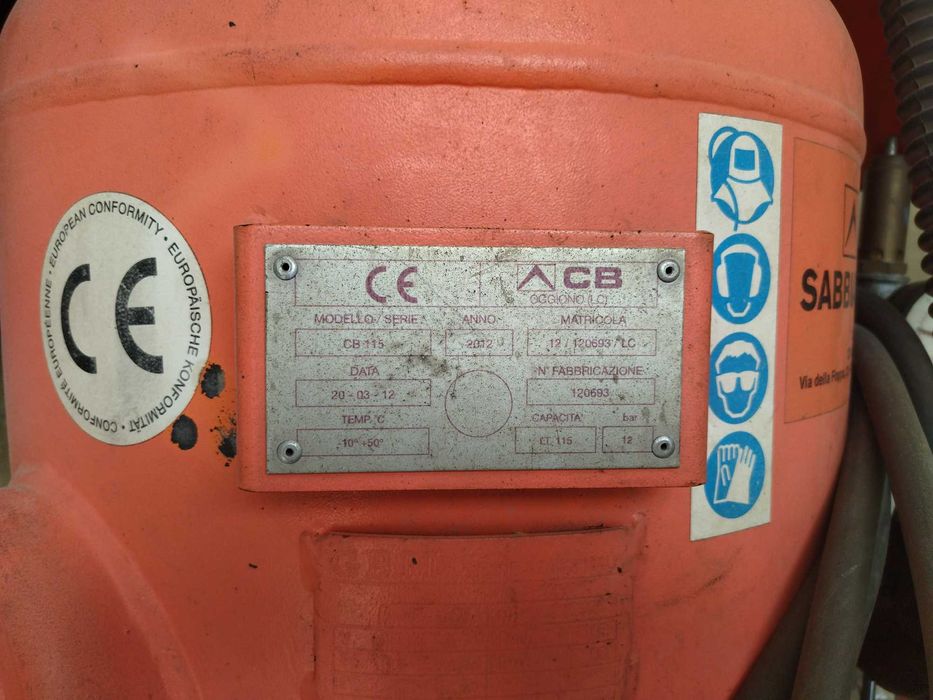 EUROPEAN CONFORMITY • EUROPÄISCHE KONFORMITÄT • CONFORMITÉ EUROPÉENNE •
CE
CE
ACB
OGGIONO (LC)
MODELLO / SERIE
ANNO
MATRICOLA
CB 115
2012
12 / 120693 / LC
DATA
N° FABBRICAZIONE
20 - 03 - 12
120693
TEMP. °C
CAPACITA'
bar
10° +50°
LT. 115
12
SABB
Via della